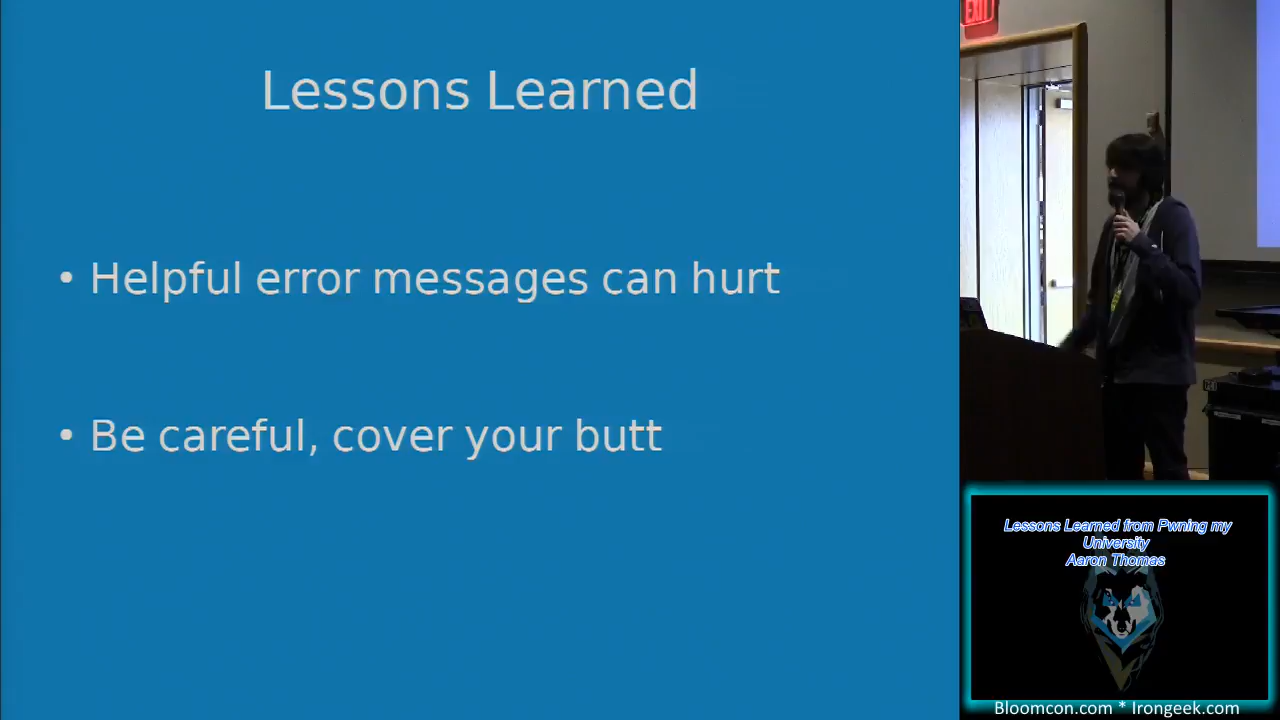 Lessons Learned
• Helpful error messages can hurt
• Be careful, cover your butt
EXIT
Lessons Learned from Pwning my
University
Aaron Thomas
Bloomcon.com * Irongeek.com